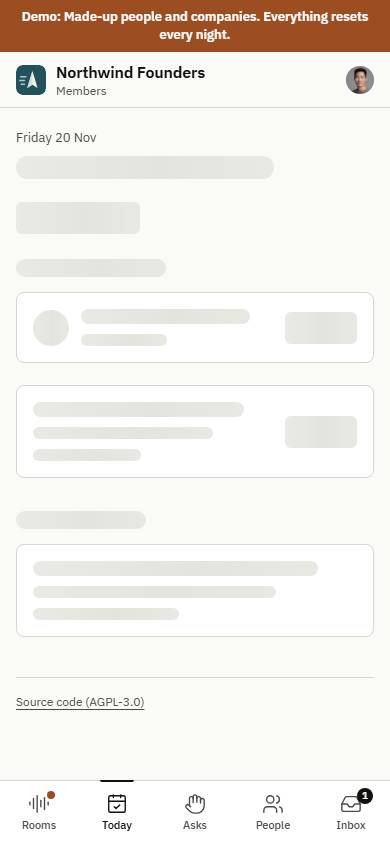 Demo: Made-up people and companies. Everything resets
every night.
Northwind Founders
Members
Friday 20 Nov
Source code (AGPL-3.0)
1
Rooms
Today
Asks
People
Inbox